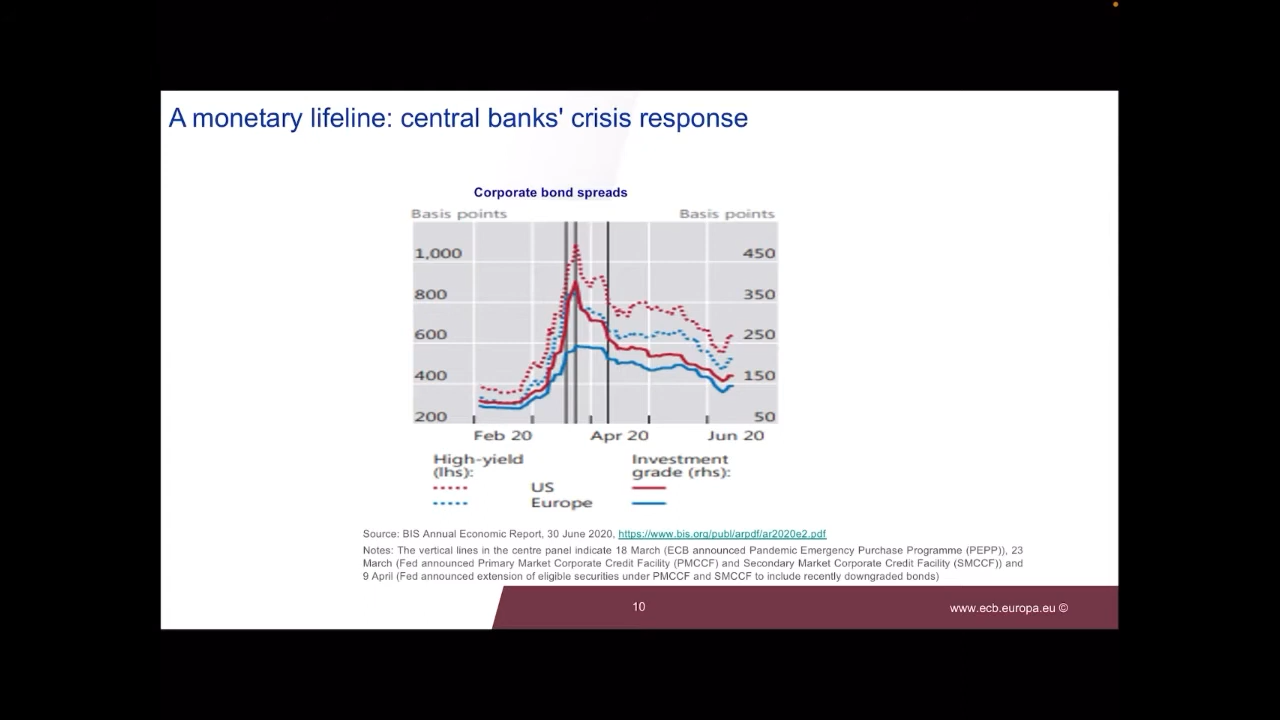 A monetary lifeline: central banks' crisis response
Corporate bond spreads
Basis points Basis points
1,000 450
800 350
600 250
400 150
200 50
Feb 20 Apr 20 Jun 20
High-yield Investment
(lhs): grade (rhs):
US
Europe
Source: BIS Annual Economic Report, 30 June 2020, https://www.bis.org/publ/arpdf/ar2020e2.pdf
Notes: The vertical lines in the centre panel indicate 18 March (ECB announced Pandemic Emergency Purchase Programme (PEPP)), 23
March (Fed announced Primary Market Corporate Credit Facility (PMCCF) and Secondary Market Corporate Credit Facility (SMCCF)) and
9 April (Fed announced extension of eligible securities under PMCCF and SMCCF to include recently downgraded bonds)
10
www.ecb.europa.eu ©